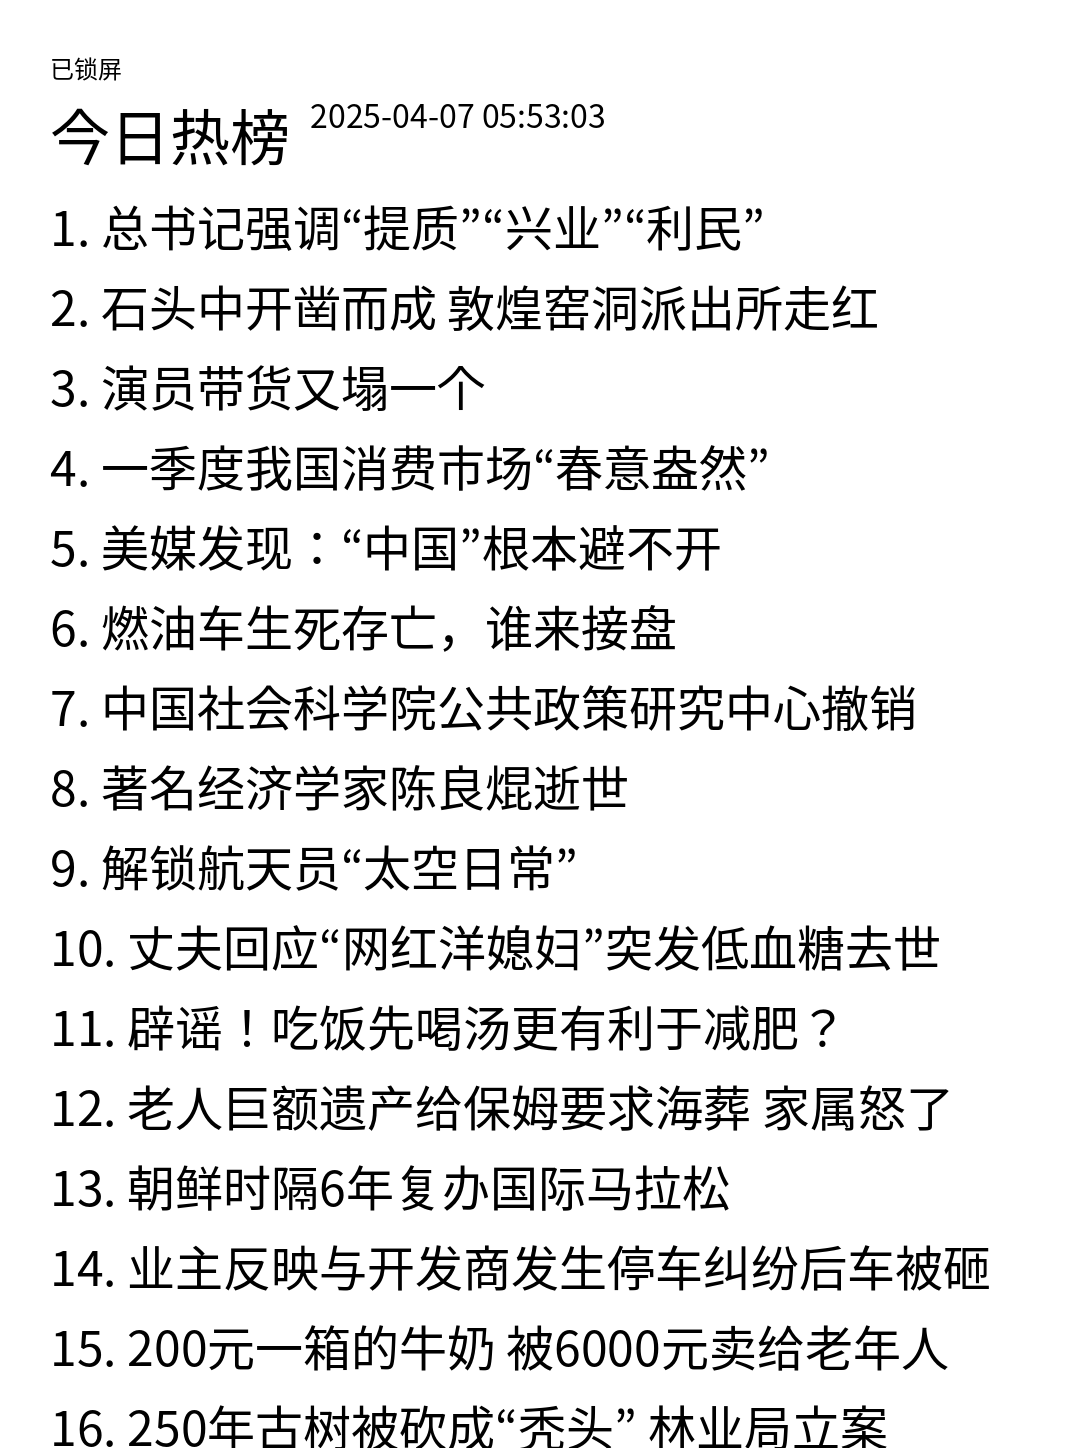 已锁屏
今日热榜 2025-04-07 05:53:03
1. 总书记强调“提质”“兴业”“利民”
2. 石头中开凿而成 敦煌窑洞派出所走红
3. 演员带货又塌一个
4. 一季度我国消费市场“春意盎然”
5. 美媒发现：“中国”根本避不开
6. 燃油车生死存亡，谁来接盘
7. 中国社会科学院公共政策研究中心撤销
8. 著名经济学家陈良焜逝世
9. 解锁航天员“太空日常”
10. 丈夫回应“网红洋媳妇”突发低血糖去世
11. 辟谣！吃饭先喝汤更有利于减肥？
12. 老人巨额遗产给保姆要求海葬 家属怒了
13. 朝鲜时隔6年复办国际马拉松
14. 业主反映与开发商发生停车纠纷后车被砸
15. 200元一箱的牛奶 被6000元卖给老年人
16. 250年古树被砍成“秃头” 林业局立案